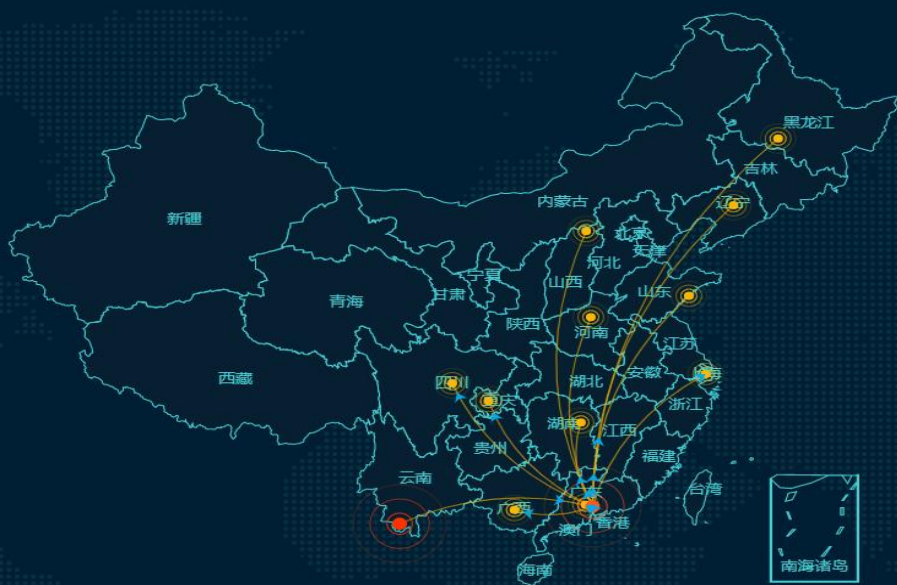 黑龙江
吉林
辽宁
内蒙古
北京
天津
新疆
河北
宁夏
山西
山东
甘肃
青海
陕西
河南
江苏
西藏
四川
湖北
安徽
上海
重庆
浙江
湖南
江西
贵州
福建
云南
台湾
广西
广东
香港
澳门
海南
南海诸岛